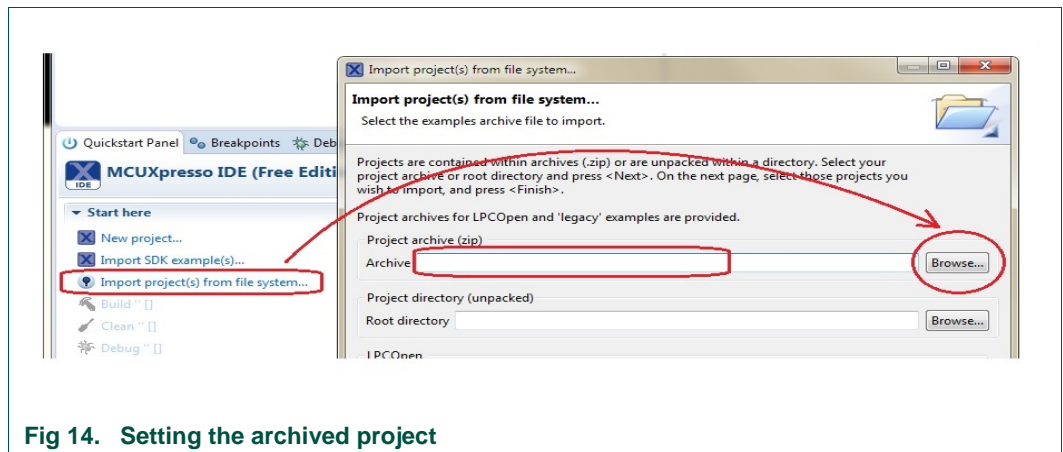 Import project(s) from file system...
Import project(s) from file system...
Select the examples archive file to import.
Quickstart Panel Breakpoints Deb
IDE
MCUXpresso IDE (Free Editi
Start here
New project...
Import SDK example(s)...
Import project(s) from file system...
Build '' []
Clean '' []
Debug '' []
Projects are contained within archives (.zip) or are unpacked within a directory. Select your
project archive or root directory and press <Next>. On the next page, select those projects you
wish to import, and press <Finish>.
Project archives for LPCOpen and 'legacy' examples are provided.
Project archive (zip)
Archive Browse...
Project directory (unpacked)
Root directory Browse...
LPCOpen
Fig 14. Setting the archived project